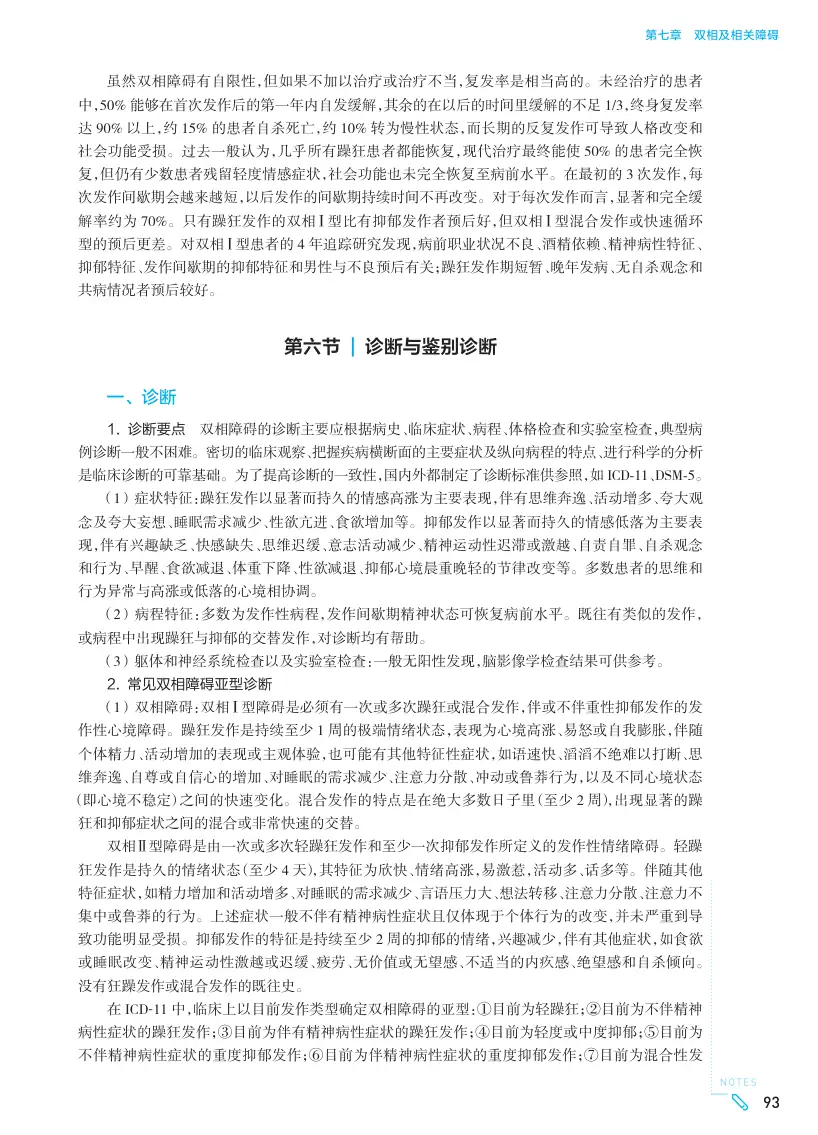 第七章 双相及相关障碍
虽然双相障碍有自限性,但如果不加以治疗或治疗不当,复发率是相当高的。未经治疗的患者
中,50% 能够在首次发作后的第一年内自发缓解,其余的在以后的时间里缓解的不足 1/3,终身复发率
达 90% 以上,约 15% 的患者自杀死亡,约 10% 转为慢性状态,而长期的反复发作可导致人格改变和
社会功能受损。过去一般认为,几乎所有躁狂患者都能恢复,现代治疗最终能使 50% 的患者完全恢
复,但仍有少数患者残留轻度情感症状,社会功能也未完全恢复至病前水平。在最初的 3 次发作,每
次发作间歇期会越来越短,以后发作的间歇期持续时间不再改变。对于每次发作而言,显著和完全缓
解率约为 70%。只有躁狂发作的双相Ⅰ型比有抑郁发作者预后好,但双相Ⅰ型混合发作或快速循环
型的预后更差。对双相Ⅰ型患者的 4 年追踪研究发现,病前职业状况不良、酒精依赖、精神病性特征、
抑郁特征、发作间歇期的抑郁特征和男性与不良预后有关;躁狂发作期短暂、晚年发病、无自杀观念和
共病情况者预后较好。
第六节 | 诊断与鉴别诊断
一、诊断
1. 诊断要点 双相障碍的诊断主要应根据病史、临床症状、病程、体格检查和实验室检查,典型病
例诊断一般不困难。密切的临床观察、把握疾病横断面的主要症状及纵向病程的特点、进行科学的分析
是临床诊断的可靠基础。为了提高诊断的一致性,国内外都制定了诊断标准供参照,如 ICD-11、DSM-5。
(1)症状特征:躁狂发作以显著而持久的情感高涨为主要表现,伴有思维奔逸、活动增多、夸大观
念及夸大妄想、睡眠需求减少、性欲亢进、食欲增加等。抑郁发作以显著而持久的情感低落为主要表
现,伴有兴趣缺乏、快感缺失、思维迟缓、意志活动减少、精神运动性迟滞或激越、自责自罪、自杀观念
和行为、早醒、食欲减退、体重下降、性欲减退、抑郁心境晨重晚轻的节律改变等。多数患者的思维和
行为异常与高涨或低落的心境相协调。
(2)病程特征:多数为发作性病程,发作间歇期精神状态可恢复病前水平。既往有类似的发作,
或病程中出现躁狂与抑郁的交替发作,对诊断均有帮助。
(3)躯体和神经系统检查以及实验室检查:一般无阳性发现,脑影像学检查结果可供参考。
2. 常见双相障碍亚型诊断
(1)双相障碍:双相Ⅰ型障碍是必须有一次或多次躁狂或混合发作,伴或不伴重性抑郁发作的发
作性心境障碍。躁狂发作是持续至少 1 周的极端情绪状态,表现为心境高涨、易怒或自我膨胀,伴随
个体精力、活动增加的表现或主观体验,也可能有其他特征性症状,如语速快、滔滔不绝难以打断、思
维奔逸、自尊或自信心的增加、对睡眠的需求减少、注意力分散、冲动或鲁莽行为,以及不同心境状态
(即心境不稳定)之间的快速变化。混合发作的特点是在绝大多数日子里(至少 2 周),出现显著的躁
狂和抑郁症状之间的混合或非常快速的交替。
双相Ⅱ型障碍是由一次或多次轻躁狂发作和至少一次抑郁发作所定义的发作性情绪障碍。轻躁
狂发作是持久的情绪状态(至少 4 天),其特征为欣快、情绪高涨,易激惹,活动多、话多等。伴随其他
特征症状,如精力增加和活动增多、对睡眠的需求减少、言语压力大、想法转移、注意力分散、注意力不
集中或鲁莽的行为。上述症状一般不伴有精神病性症状且仅体现于个体行为的改变,并未严重到导
致功能明显受损。抑郁发作的特征是持续至少 2 周的抑郁的情绪,兴趣减少,伴有其他症状,如食欲
或睡眠改变、精神运动性激越或迟缓、疲劳、无价值或无望感、不适当的内疚感、绝望感和自杀倾向。
没有狂躁发作或混合发作的既往史。
在 ICD-11 中,临床上以目前发作类型确定双相障碍的亚型:①目前为轻躁狂;②目前为不伴精神
病性症状的躁狂发作;③目前为伴有精神病性症状的躁狂发作;④目前为轻度或中度抑郁;⑤目前为
不伴精神病性症状的重度抑郁发作;⑥目前为伴精神病性症状的重度抑郁发作;⑦目前为混合性发
NOTES
93